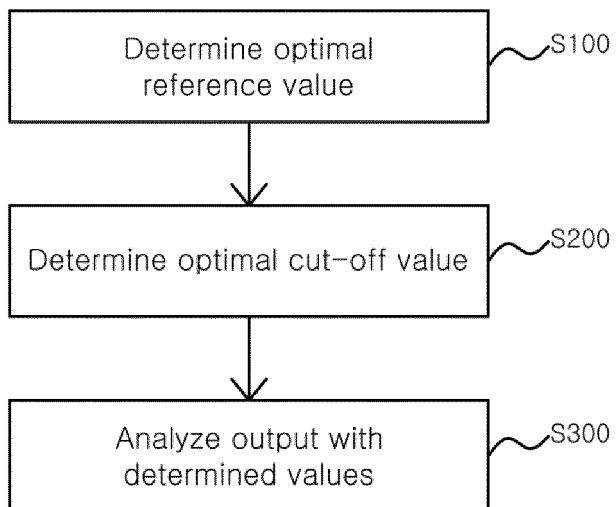 Determine optimal
reference value
S100
Determine optimal cut-off value
S200
Analyze output with
determined values
S300